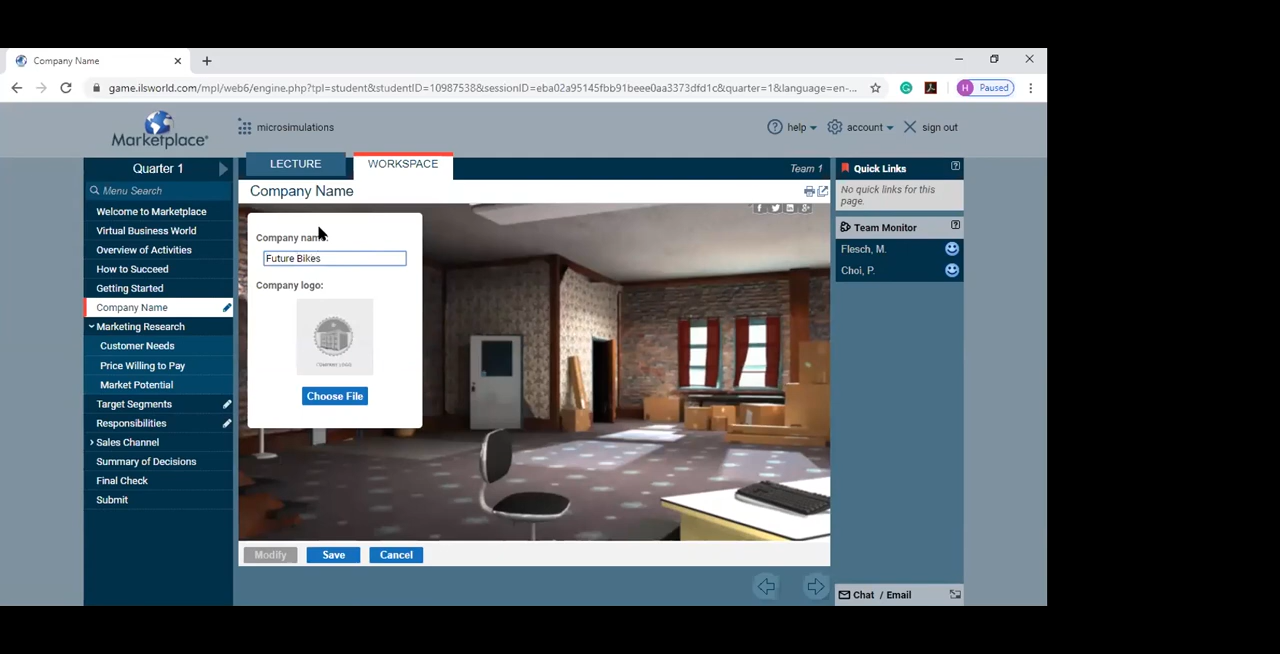 Company Name
game.ilsworld.com/mpl/web6/engine.php?tpl=student&studentID=10987538&sessionID=eba02a95145fbb91beee0aa3373dfd1c&quarter=1&language=en-...
H Paused
Marketplace
microsimulations
help
account
sign out
Quarter 1
LECTURE
WORKSPACE
Team 1
Quick Links
Menu Search
Company Name
No quick links for this
page.
Welcome to Marketplace
Virtual Business World
Overview of Activities
How to Succeed
Getting Started
Company Name
Marketing Research
Customer Needs
Price Willing to Pay
Market Potential
Target Segments
Responsibilities
Sales Channel
Summary of Decisions
Final Check
Submit
Company name:
Future Bikes
Company logo:
COMPANY LOGO
Choose File
Modify
Save
Cancel
Team Monitor
Flesch, M.
Choi, P.
Chat / Email